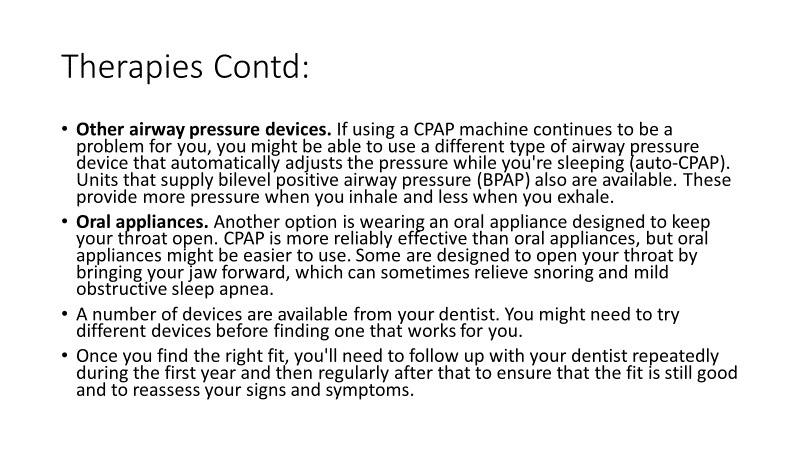 Therapies Contd:
• Other airway pressure devices. If using a CPAP machine continues to be a
problem for you, you might be able to use a different type of airway pressure
device that automatically adjusts the pressure while you're sleeping (auto-CPAP).
Units that supply bilevel positive airway pressure (BPAP) also are available. These
provide more pressure when you inhale and less when you exhale.
• Oral appliances. Another option is wearing an oral appliance designed to keep
your throat open. CPAP is more reliably effective than oral appliances, but oral
appliances might be easier to use. Some are designed to open your throat by
bringing your jaw forward, which can sometimes relieve snoring and mild
obstructive sleep apnea.
• A number of devices are available from your dentist. You might need to try
different devices before finding one that works for you.
• Once you find the right fit, you'll need to follow up with your dentist repeatedly
during the first year and then regularly after that to ensure that the fit is still good
and to reassess your signs and symptoms.